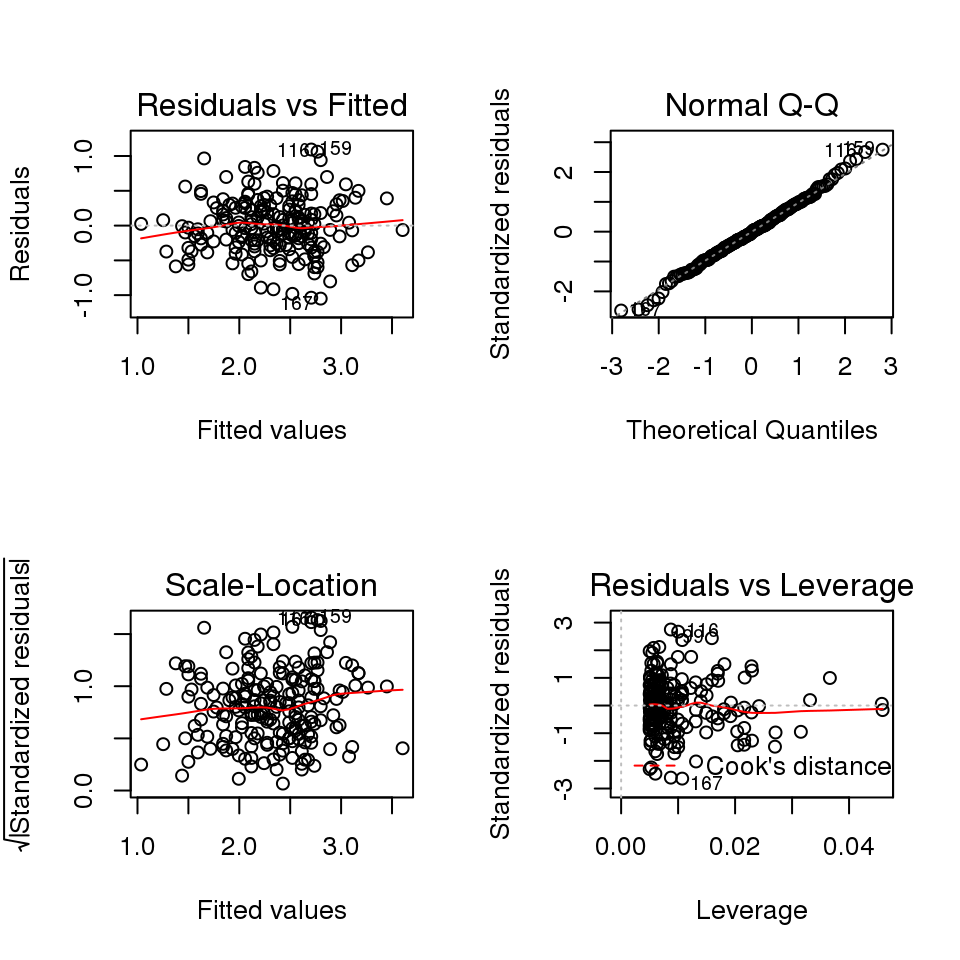 Residuals vs Fitted
Residuals
-1.0 0.0 1.0
116 159
167
1.0 2.0 3.0
Fitted values
Normal Q-Q
Standardized residuals
-2 0 2
159
-3 -2 -1 0 1 2 3
Theoretical Quantiles
Scale-Location
√|Standardized residuals|
0.0 1.0
159
1.0 2.0 3.0
Fitted values
Residuals vs Leverage
Standardized residuals
-3 -1 1 3
116
Cook's distance
167
0.00 0.02 0.04
Leverage